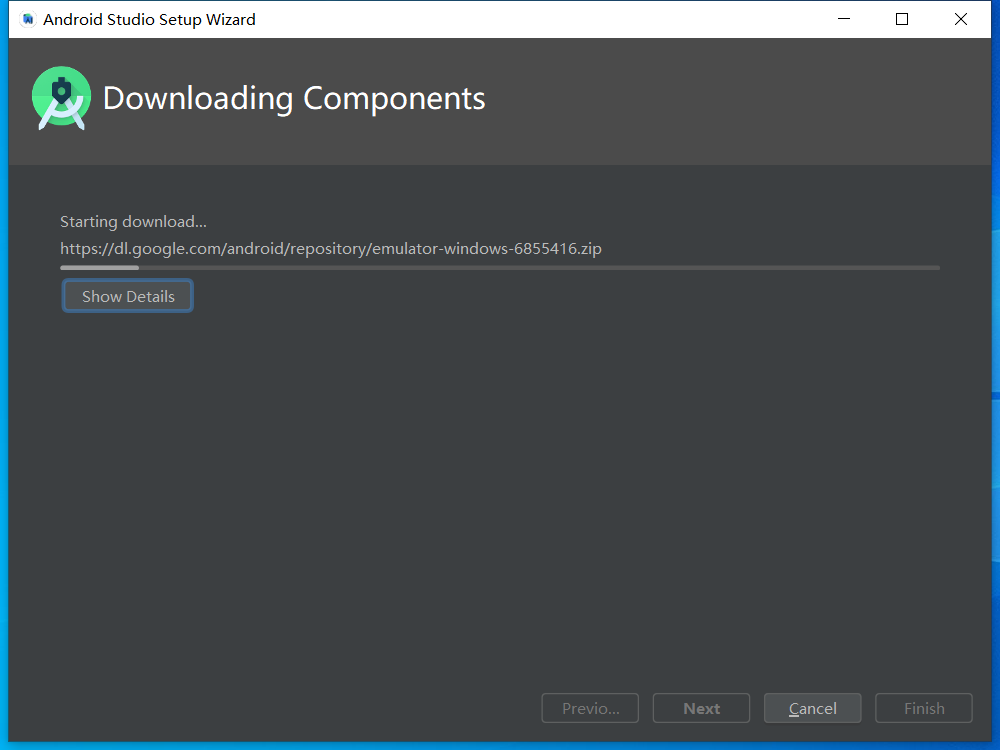 Android Studio Setup Wizard
Downloading Components
Starting download...
https://dl.google.com/android/repository/emulator-windows-6855416.zip
Show Details
Previo... Next Cancel Finish